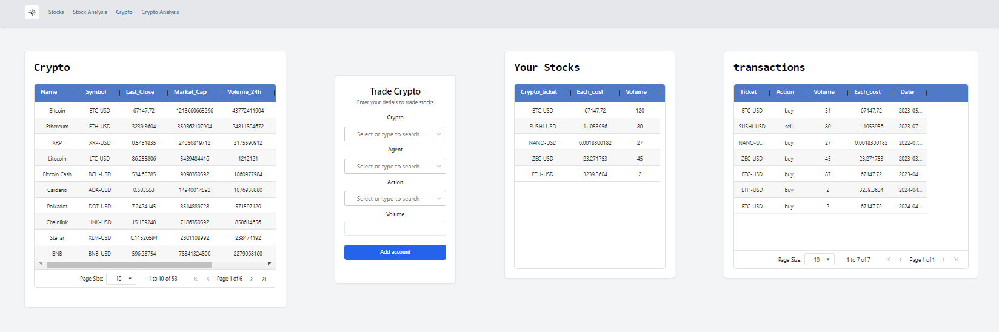 Stocks Stock Analysis Crypto Crypto Analysis
Crypto
Name Symbol Last_Close Market_Cap Volume_24h
Bitcoin BTC-USD 67147.72 1218660663296 43772411904
Ethereum ETH-USD 3239.3604 350362107904 24811804672
XRP XRP-USD 0.5481835 24056819712 3175590912
Litecoin LTC-USD 86.255806 5439484416 1212121
Bitcoin Cash BCH-USD 534.60785 9098350592 1060977984
Cardano ADA-USD 0.503553 14940014592 1076938880
Polkadot DOT-USD 7.2424145 8514889728 571597120
Chainlink LINK-USD 15.159248 7186350592 858614656
Stellar XLM-USD 0.11526594 2801108992 238474192
BNB BNB-USD 596.28754 78341324800 2279068160
Page Size: 10 1 to 10 of 53 Page 1 of 6
Trade Crypto
Enter your detials to trade stocks
Crypto
Select or type to search
Agent
Select or type to search
Action
Select or type to search
Volume
Add account
Your Stocks
Crypto_ticket Each_cost Volume
BTC-USD 67147.72 120
SUSHI-USD 1.1053956 80
NANO-USD 0.0018300182 27
ZEC-USD 23.271753 45
ETH-USD 3239.3604 2
transactions
Ticket Action Volume Each_cost Date
BTC-USD buy 31 67147.72 2023-05...
SUSHI-USD sell 80 1.1053956 2023-07...
NANO-U... buy 27 0.0018300182 2022-07...
ZEC-USD buy 45 23.271753 2023-03...
BTC-USD buy 87 67147.72 2023-04...
ETH-USD buy 2 3239.3604 2024-04...
BTC-USD buy 2 67147.72 2024-04...
Page Size: 10 1 to 7 of 7 Page 1 of 1